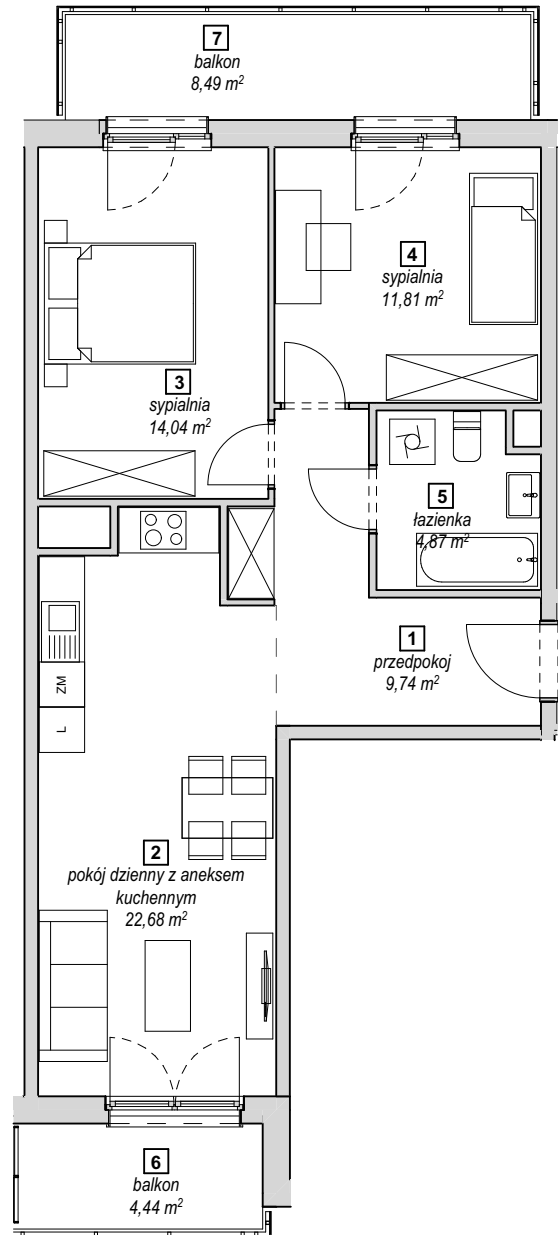 7
balkon
8,49 m²
4
sypialnia
11,81 m²
3
sypialnia
14,04 m²
5
łazienka
4,87 m²
1
przedpokoj
9,74 m²
ZM
L
2
pokój dzienny z aneksem
kuchennym
22,68 m²
6
balkon
4,44 m²